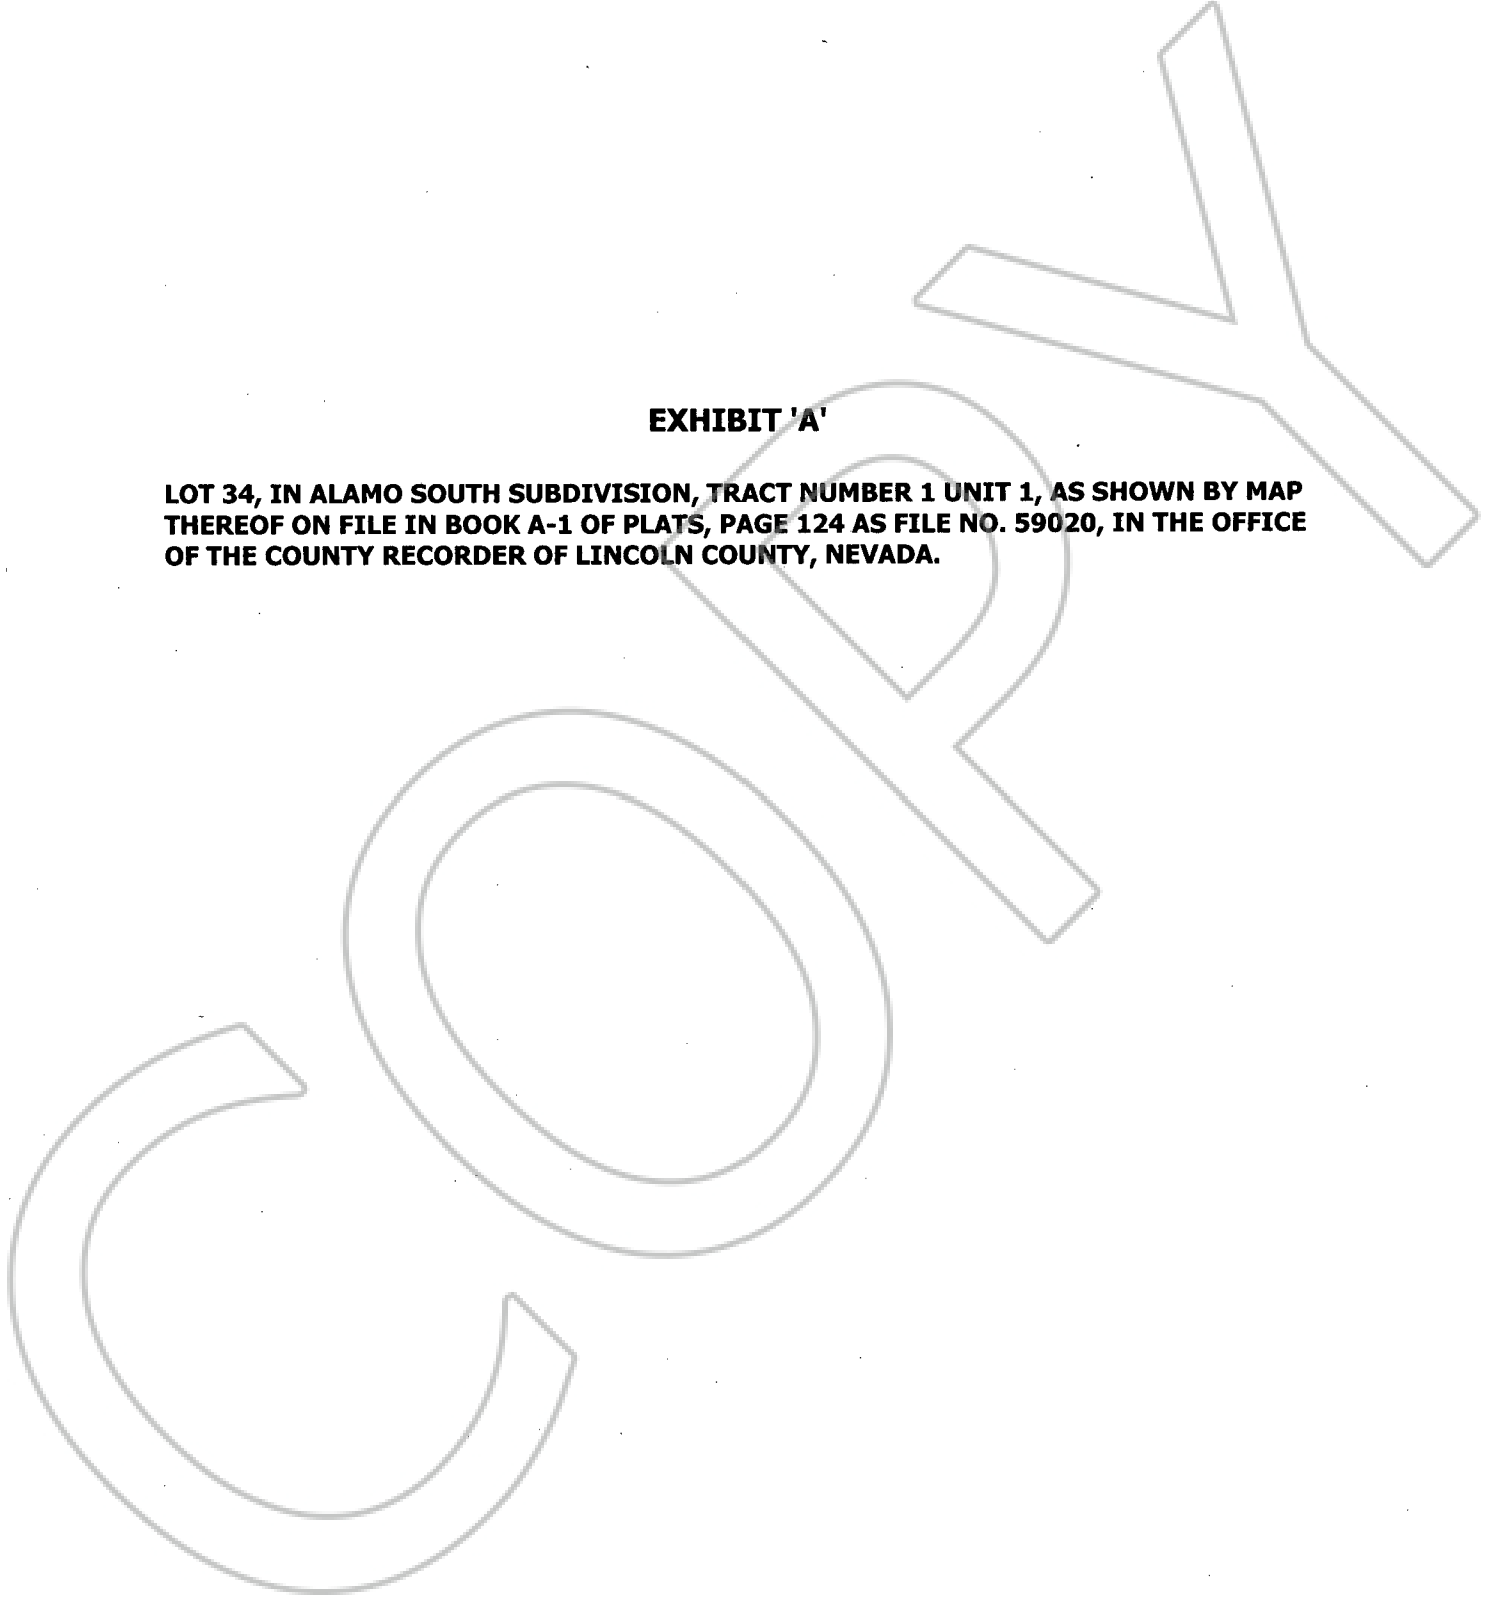 EXHIBIT 'A'
LOT 34, IN ALAMO SOUTH SUBDIVISION, TRACT NUMBER 1 UNIT 1, AS SHOWN BY MAP
THEREOF ON FILE IN BOOK A-1 OF PLATS, PAGE 124 AS FILE NO. 59020, IN THE OFFICE
OF THE COUNTY RECORDER OF LINCOLN COUNTY, NEVADA.
COPY